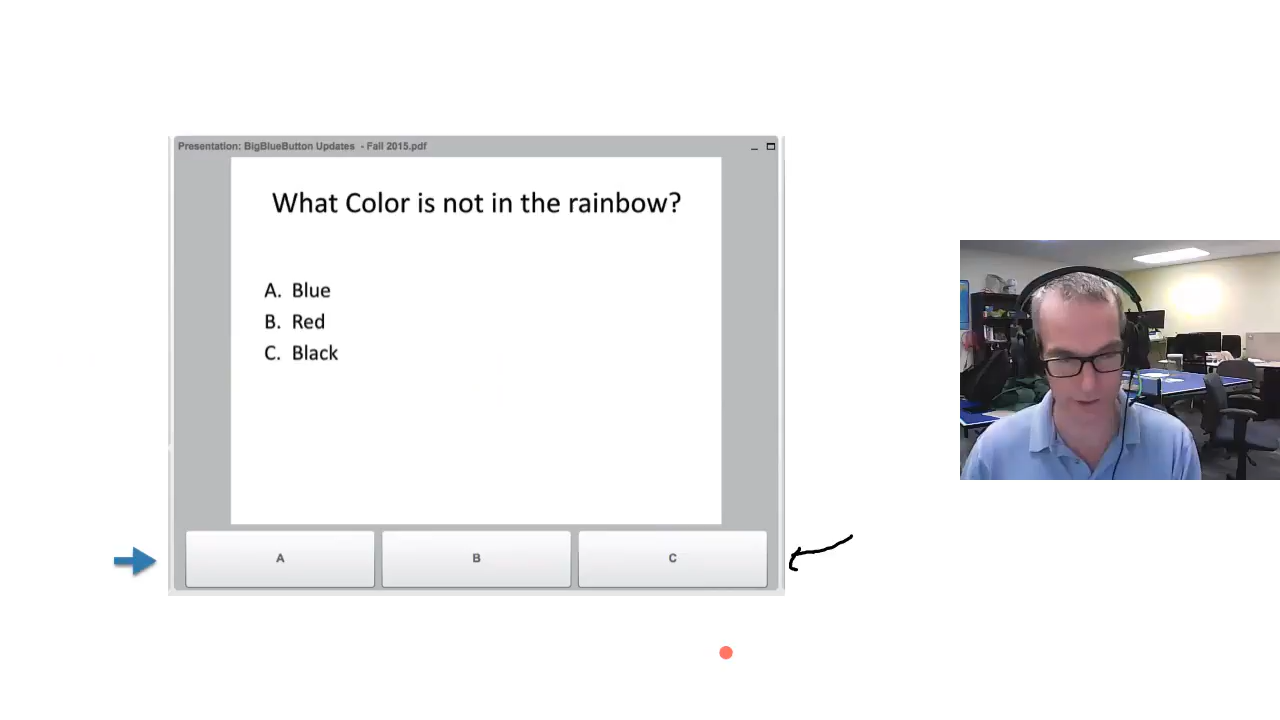 Presentation: BigBlueButton Updates - Fall 2015.pdf
What Color is not in the rainbow?
A. Blue
B. Red
C. Black
A B C